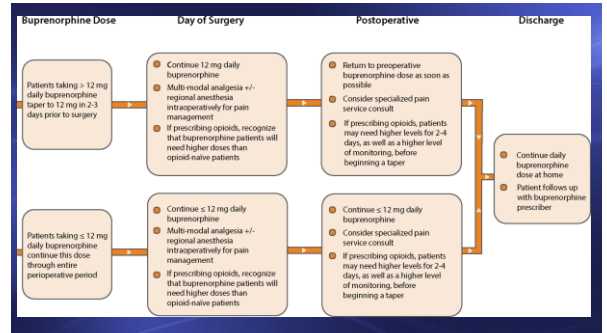 Buprenorphine Dose
Day of Surgery
Postoperative
Discharge
Patients taking > 12 mg
daily buprenorphine
taper to 12 mg in 2-3
days prior to surgery
Continue 12 mg daily
buprenorphine
Multi-modal analgesia +/-
regional anesthesia
intraoperatively for pain
management
If prescribing opioids, recognize
that buprenorphine patients will
need higher doses than
opioid-naïve patients
Return to preoperative
buprenorphine dose as soon as
possible
Consider specialized pain
service consult
If prescribing opioids, patients
may need higher levels for 2-4
days, as well as a higher level
of monitoring, before
beginning a taper
Continue daily
buprenorphine
dose at home
Patient follows up
with buprenorphine
prescriber
Patients taking ≤ 12 mg
daily buprenorphine
continue this dose
through entire
perioperative period
Continue ≤ 12 mg daily
buprenorphine
Multi-modal analgesia +/-
regional anesthesia
intraoperatively for pain
management
If prescribing opioids, recognize
that buprenorphine patients will
need higher doses than
opioid-naïve patients
Continue ≤ 12 mg daily
buprenorphine
Consider specialized pain
service consult
If prescribing opioids, patients
may need higher levels for 2-4
days, as well as a higher level
of monitoring, before
beginning a taper